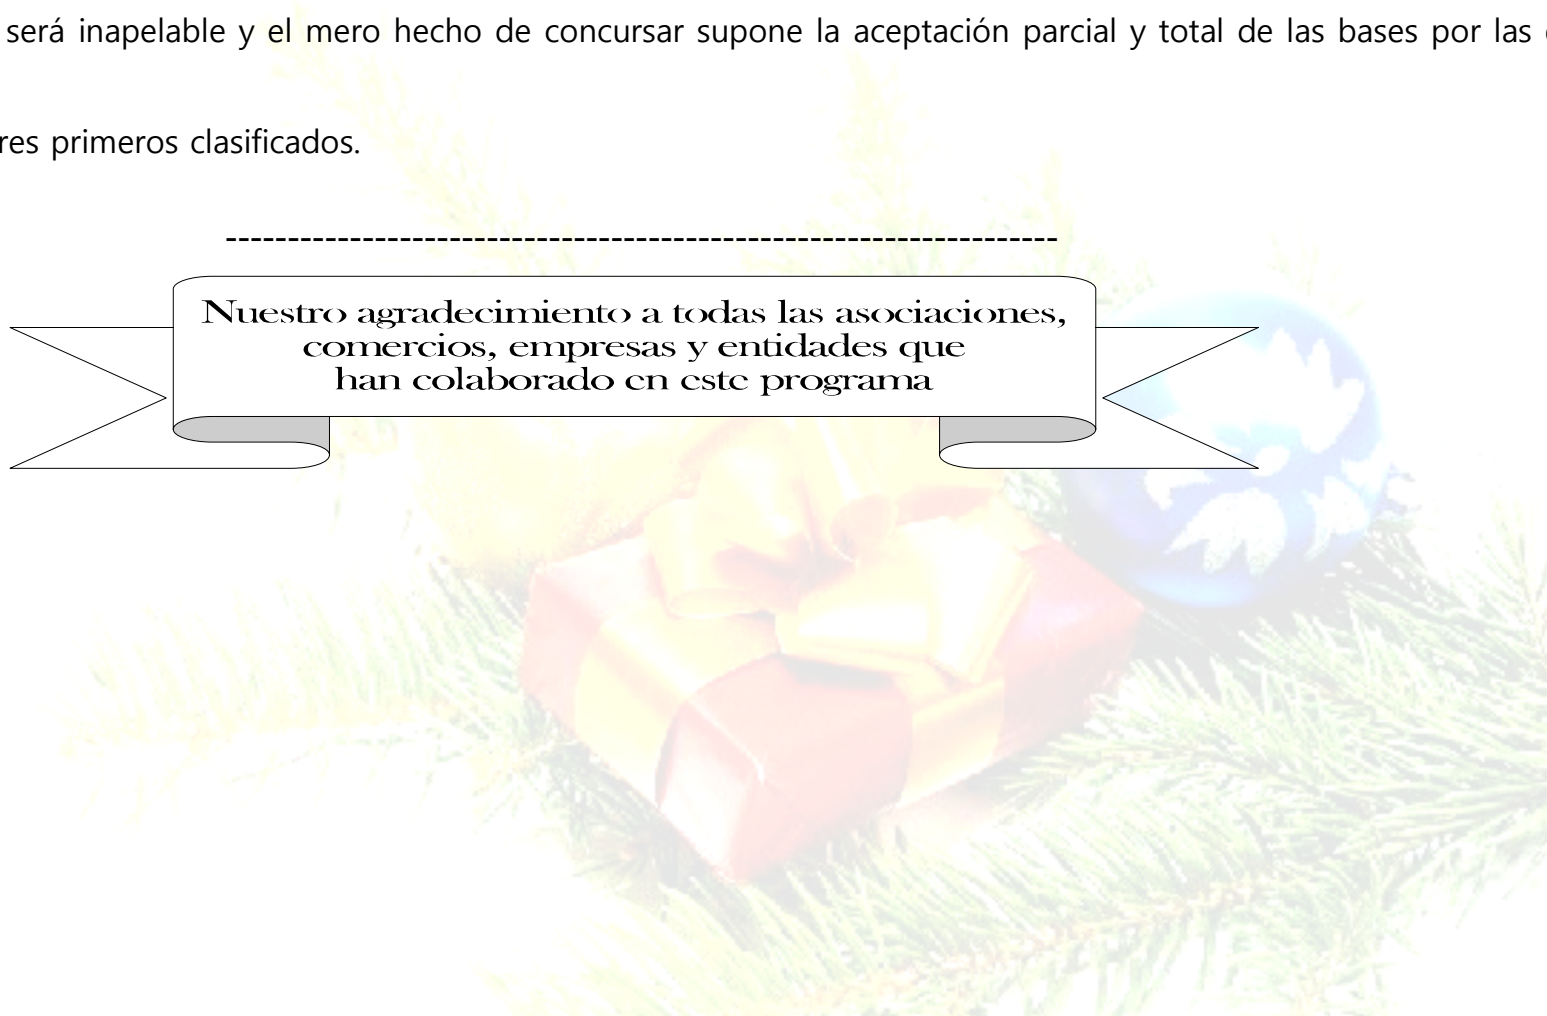 será inapelable y el mero hecho de concursar supone la aceptación parcial y total de las bases por las
res primeros clasificados.
-------------------------------------------------------------------
Nuestro agradecimiento a todas las asociaciones,
comercios, empresas y entidades que
han colaborado en este programa